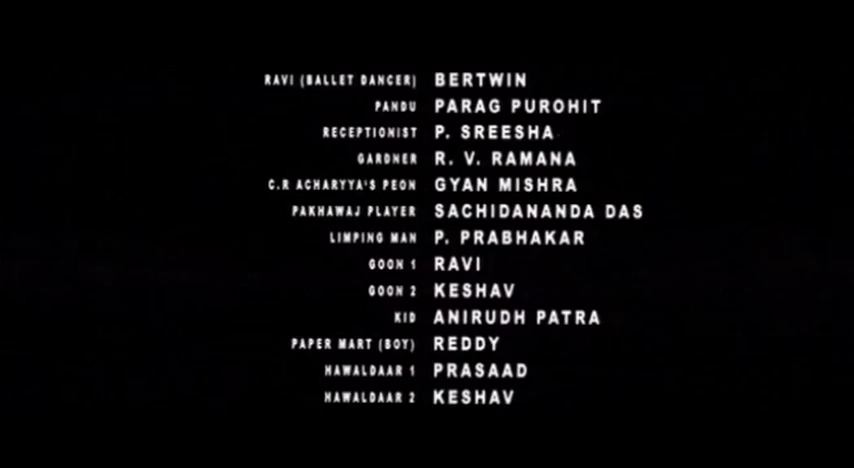 RAVI (BALLET DANCER) BERTWIN
PANDU PARAG PUROHIT
RECEPTIONIST P. SREESHA
GARDNER R. V. RAMANA
C.R ACHARYYA'S PEON GYAN MISHRA
PAKHAWAJ PLAYER SACHIDANANDA DAS
LIMPING MAN P. PRABHAKAR
GOON 1 RAVI
GOON 2 KESHAV
KID ANIRUDH PATRA
PAPER MART (BOY) REDDY
HAWALDAAR 1 PRASAAD
HAWALDAAR 2 KESHAV